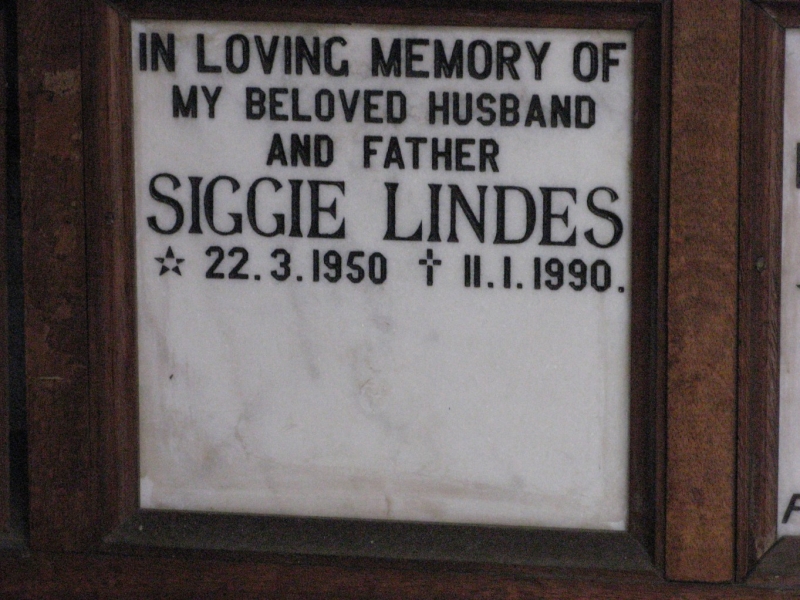 IN LOVING MEMORY OF
MY BELOVED HUSBAND
AND FATHER
SIGGIE LINDES
☆ 22.3.1950 ✝ 11.1.1990.